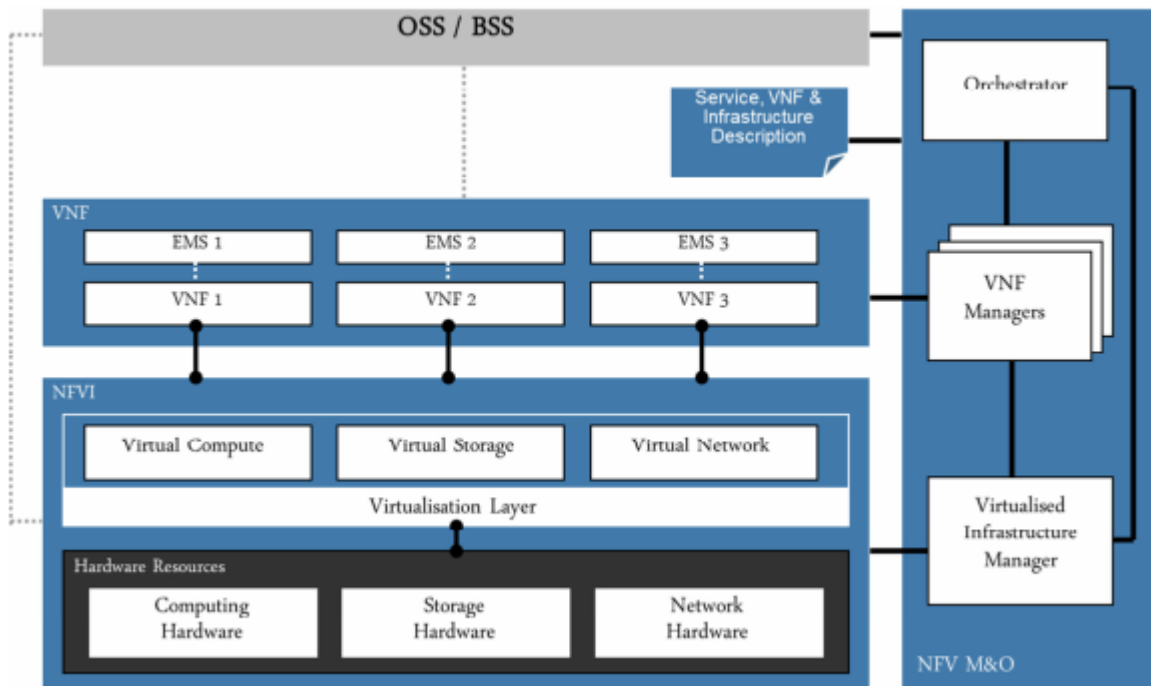 OSS / BSS
Service, VNF &
Infrastructure
Description
Orchestrator
VNF
EMS 1
EMS 2
EMS 3
VNF 1
VNF 2
VNF 3
VNF
Managers
NFVI
Virtual Compute
Virtual Storage
Virtual Network
Virtualisation Layer
Virtualised
Infrastructure
Manager
Hardware Resources
Computing
Hardware
Storage
Hardware
Network
Hardware
NFV M&O